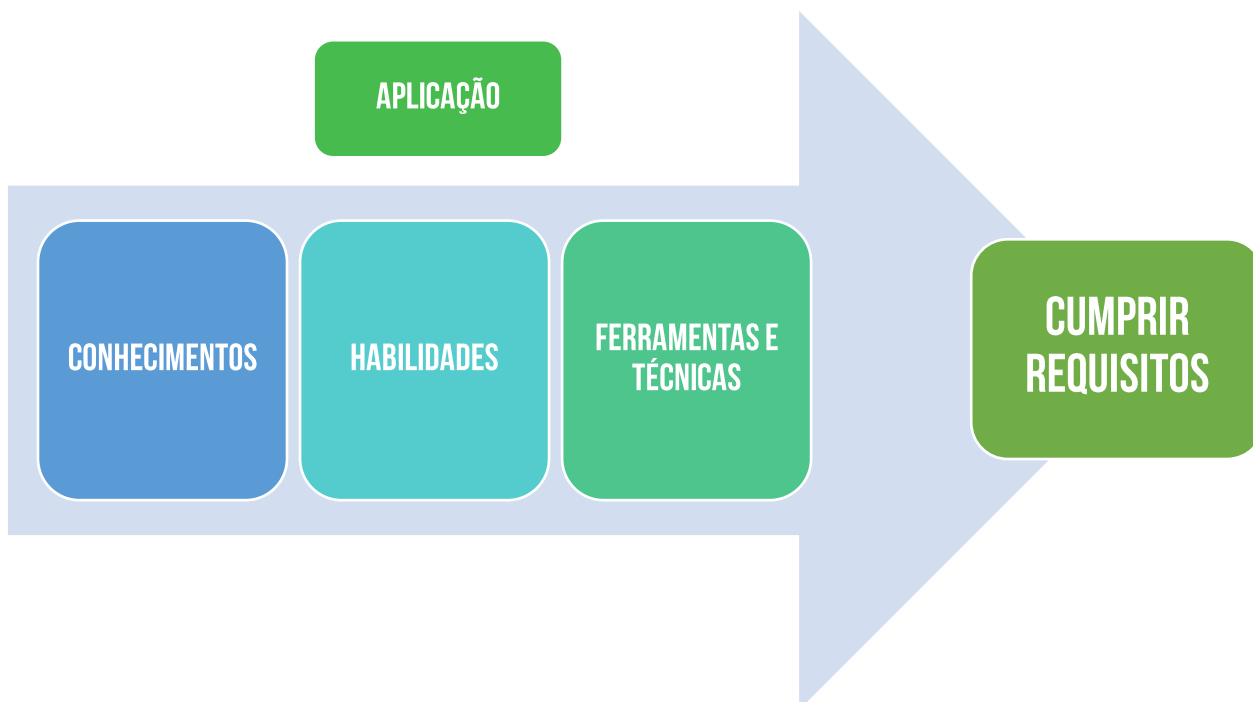 APLICAÇÃO
CONHECIMENTOS
HABILIDADES
FERRAMENTAS E
TÉCNICAS
CUMPRIR
REQUISITOS